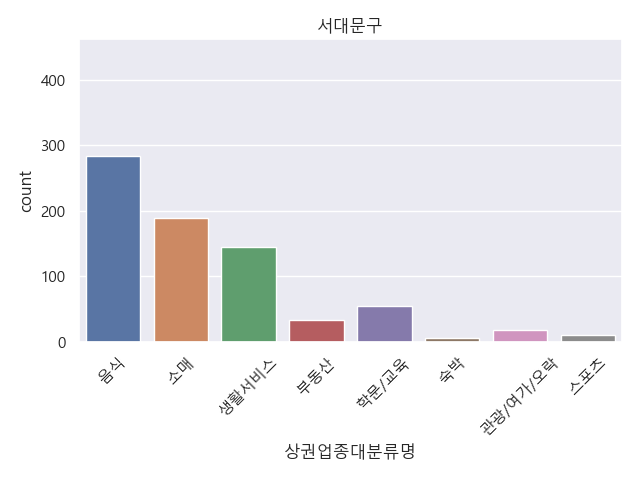 서대문구
count
400
300
200
100
0
음식
소매
생활서비스
부동산
학문/교육
숙박
관광/여가/오락
스포츠
상권업종대분류명